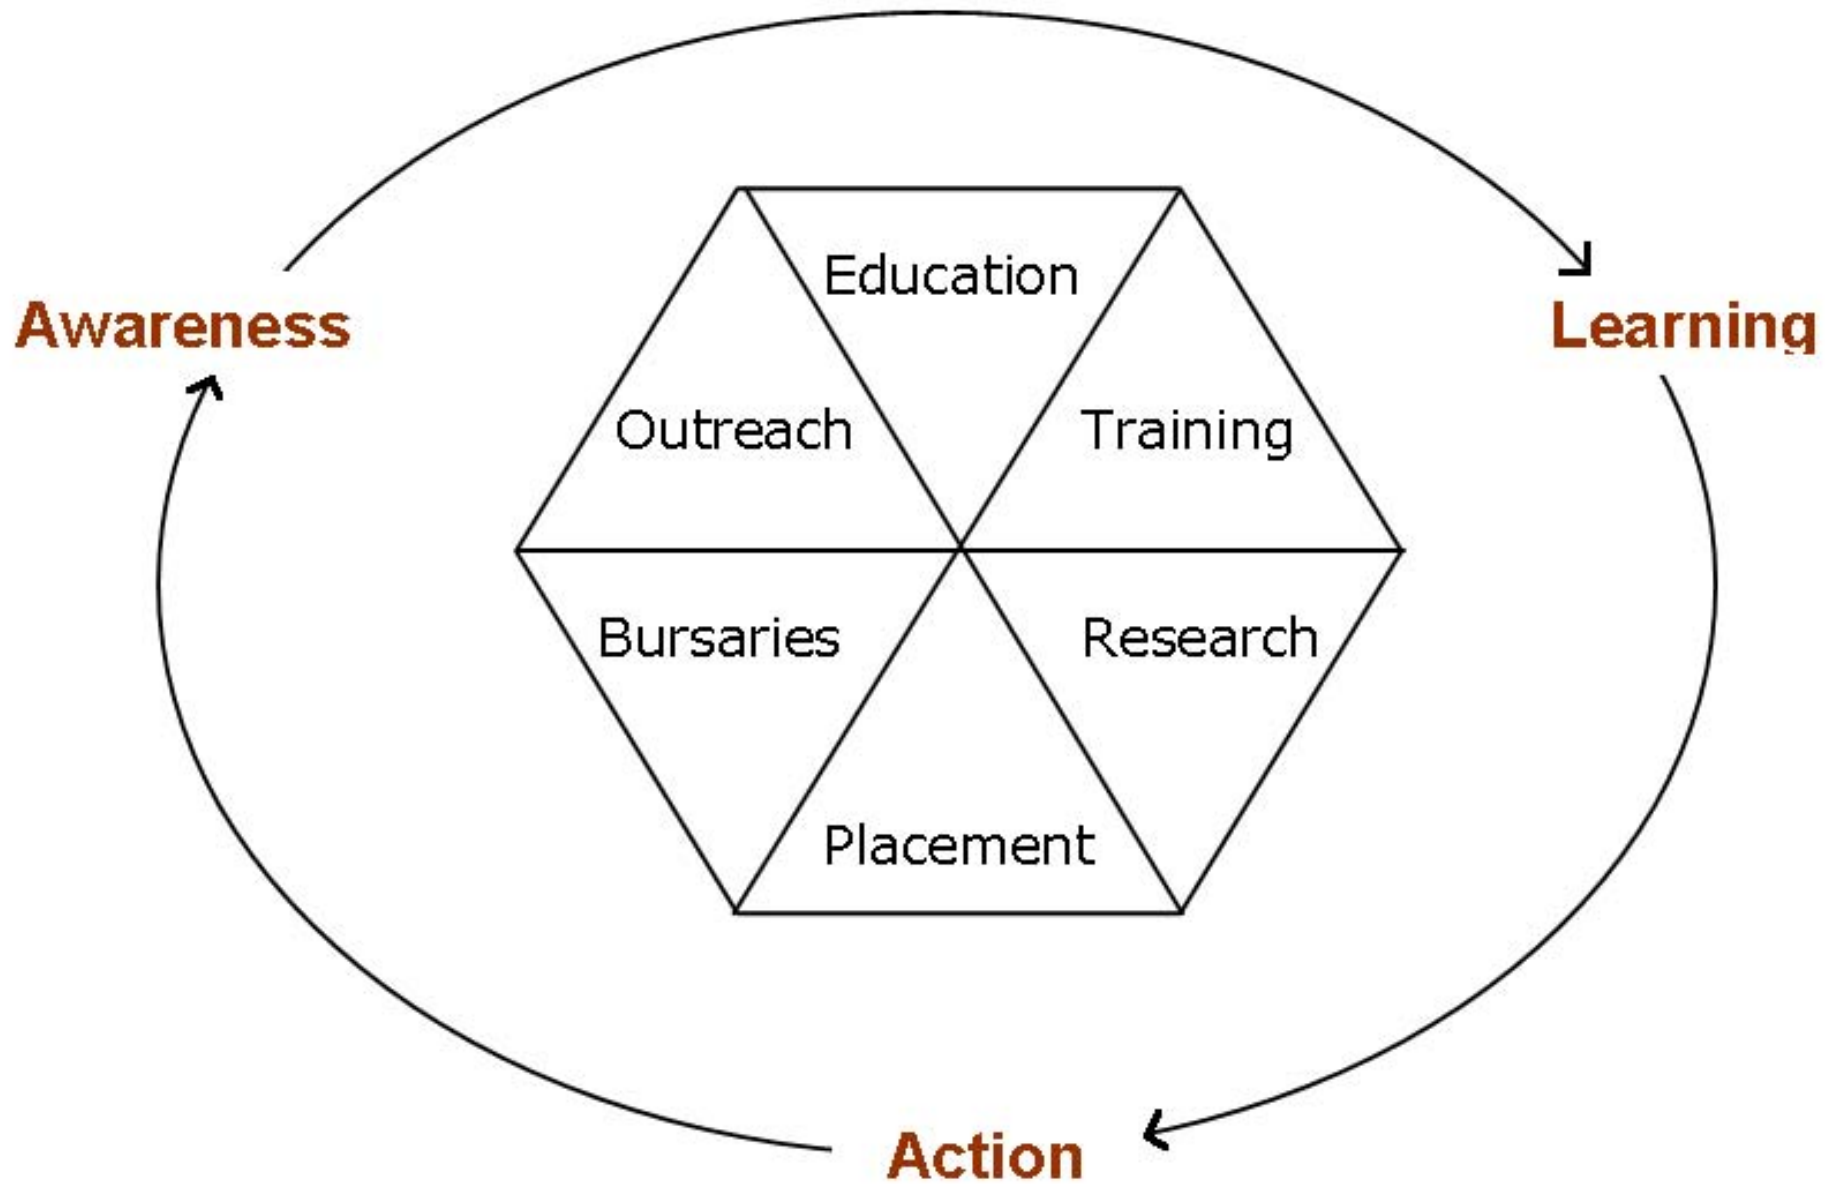 Education
Awareness
Learning
Outreach
Training
Bursaries
Research
Placement
Action